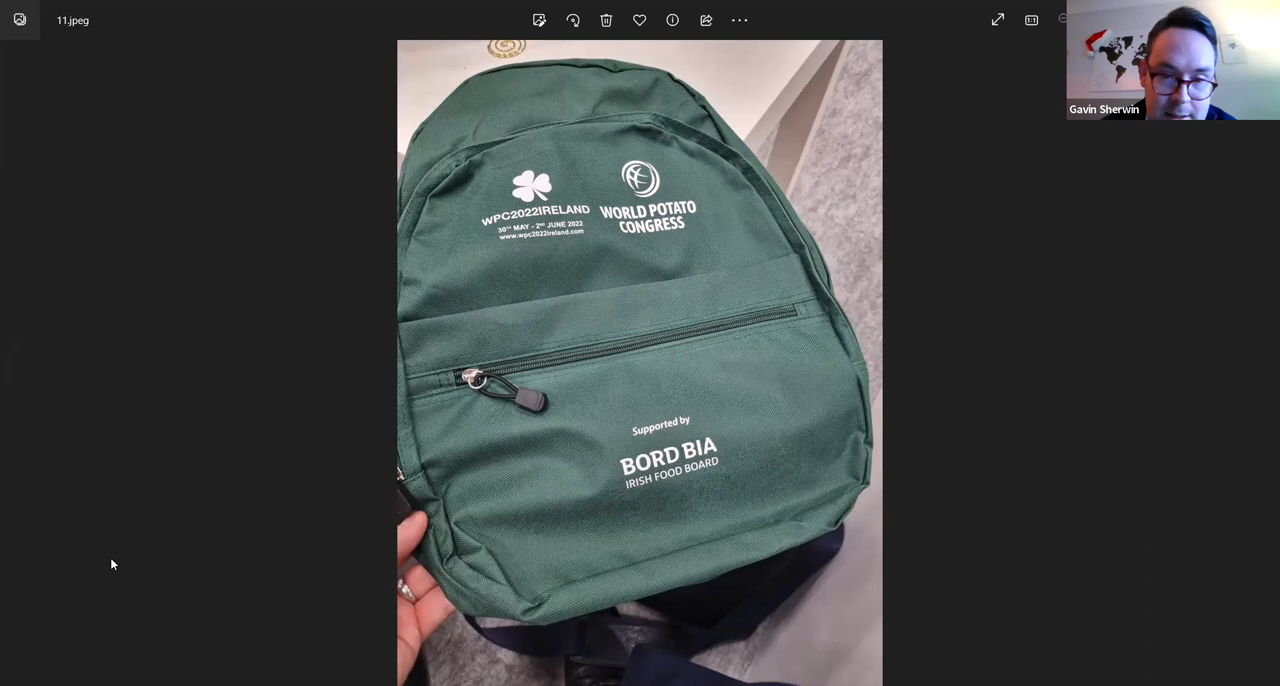 11.jpeg
Gavin Sherwin
WPC2022IRELAND
30TH MAY - 2ND JUNE 2022
www.wpc2022ireland.com
WORLD POTATO
CONGRESS
Supported by
BORD BIA
IRISH FOOD BOARD